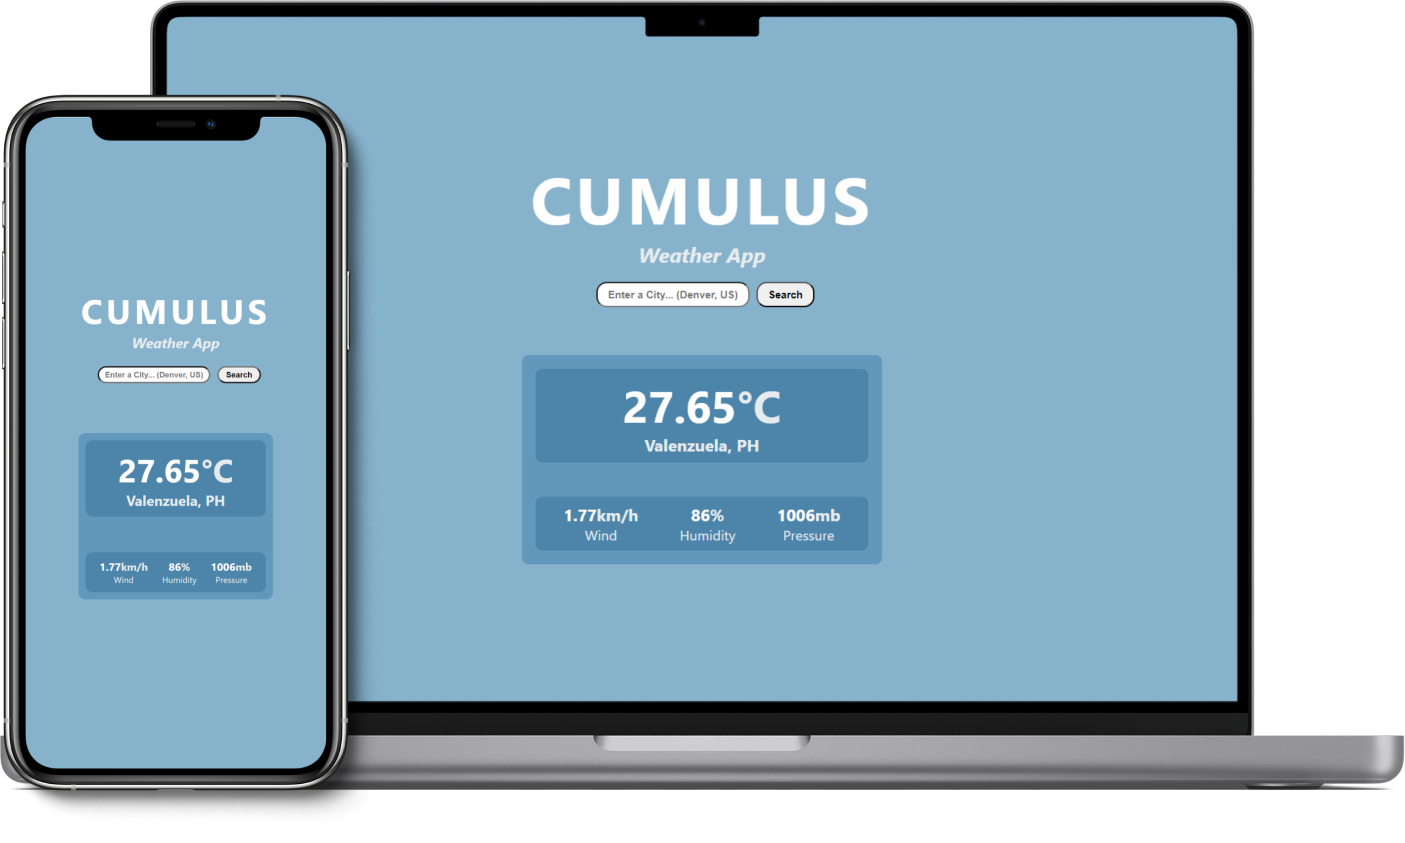 CUMULUS
Weather App
Enter a City... (Denver, US) Search
27.65°C
Valenzuela, PH
1.77km/h 86% 1006mb
Wind Humidity Pressure
CUMULUS
Weather App
Enter a City... (Denver, US) Search
27.65°C
Valenzuela, PH
1.77km/h 86% 1006mb
Wind Humidity Pressure